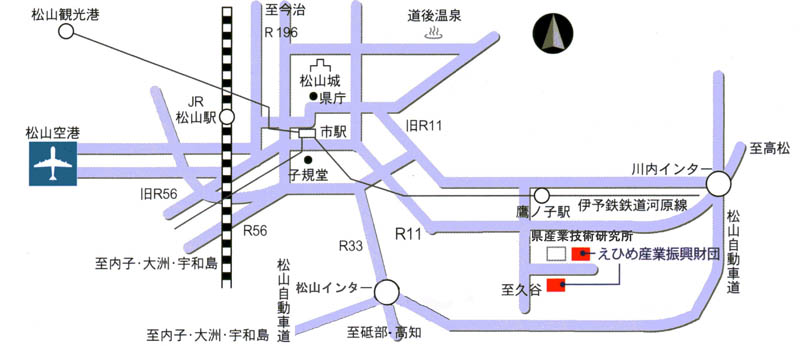 至今治
R196
松山観光港
道後温泉
松山城
県庁
JR
松山駅
市駅
旧R11
松山空港
至高松
川内インター
子規堂
旧R56
伊予鉄鉄道河原線
鷹ノ子駅
R56
R33
R11
県産業技術研究所
えひめ産業振興財団
松山自動車道
至内子・大洲・宇和島
松山自動車道
松山インター
至久谷
至内子・大洲・宇和島
至砥部・高知